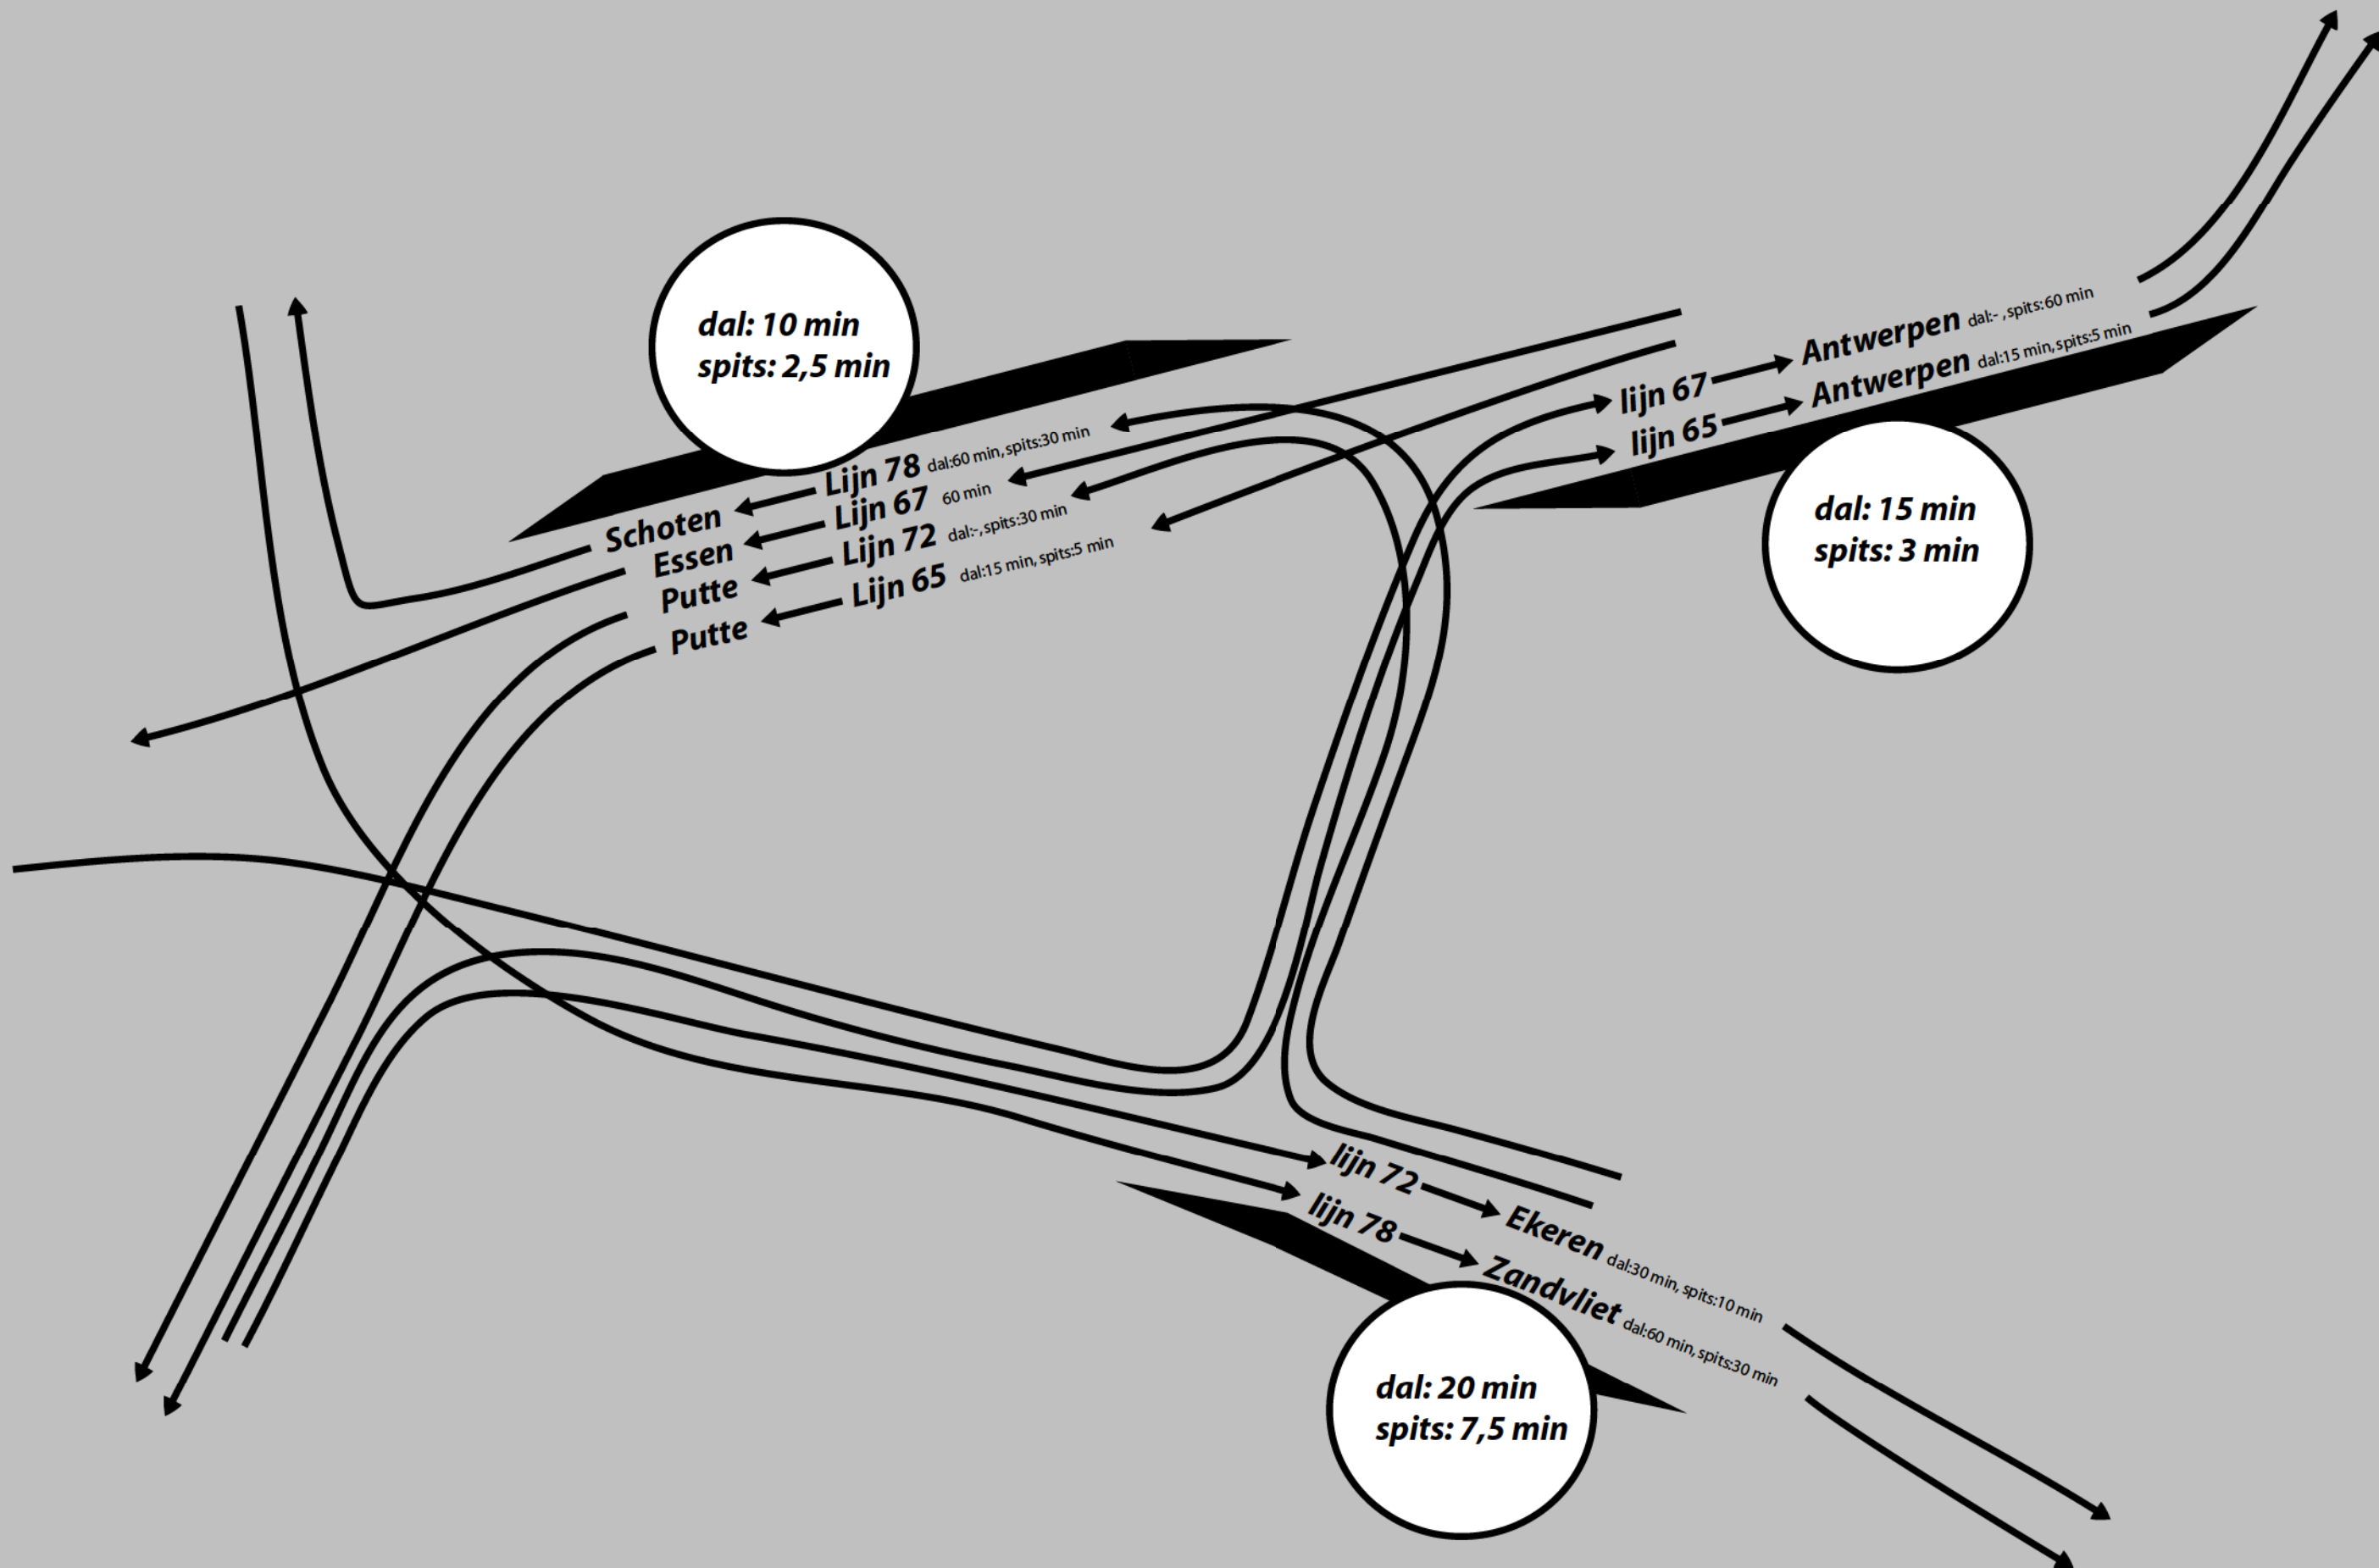 dal: 10 min
spits: 2,5 min
Schoten Lijn 78 dal:60 min, spits:30 min
Essen Lijn 67 60 min
Putte Lijn 72 dal:-, spits:30 min
Putte Lijn 65 dal:15 min, spits:5 min
lijn 67 Antwerpen dal:- , spits: 60 min
lijn 65 Antwerpen dal:15 min, spits:5 min
dal: 15 min
spits: 3 min
lijn 72 Ekeren dal:30 min, spits:10 min
lijn 78 Zandvliet dal:60 min, spits:30 min
dal: 20 min
spits: 7,5 min